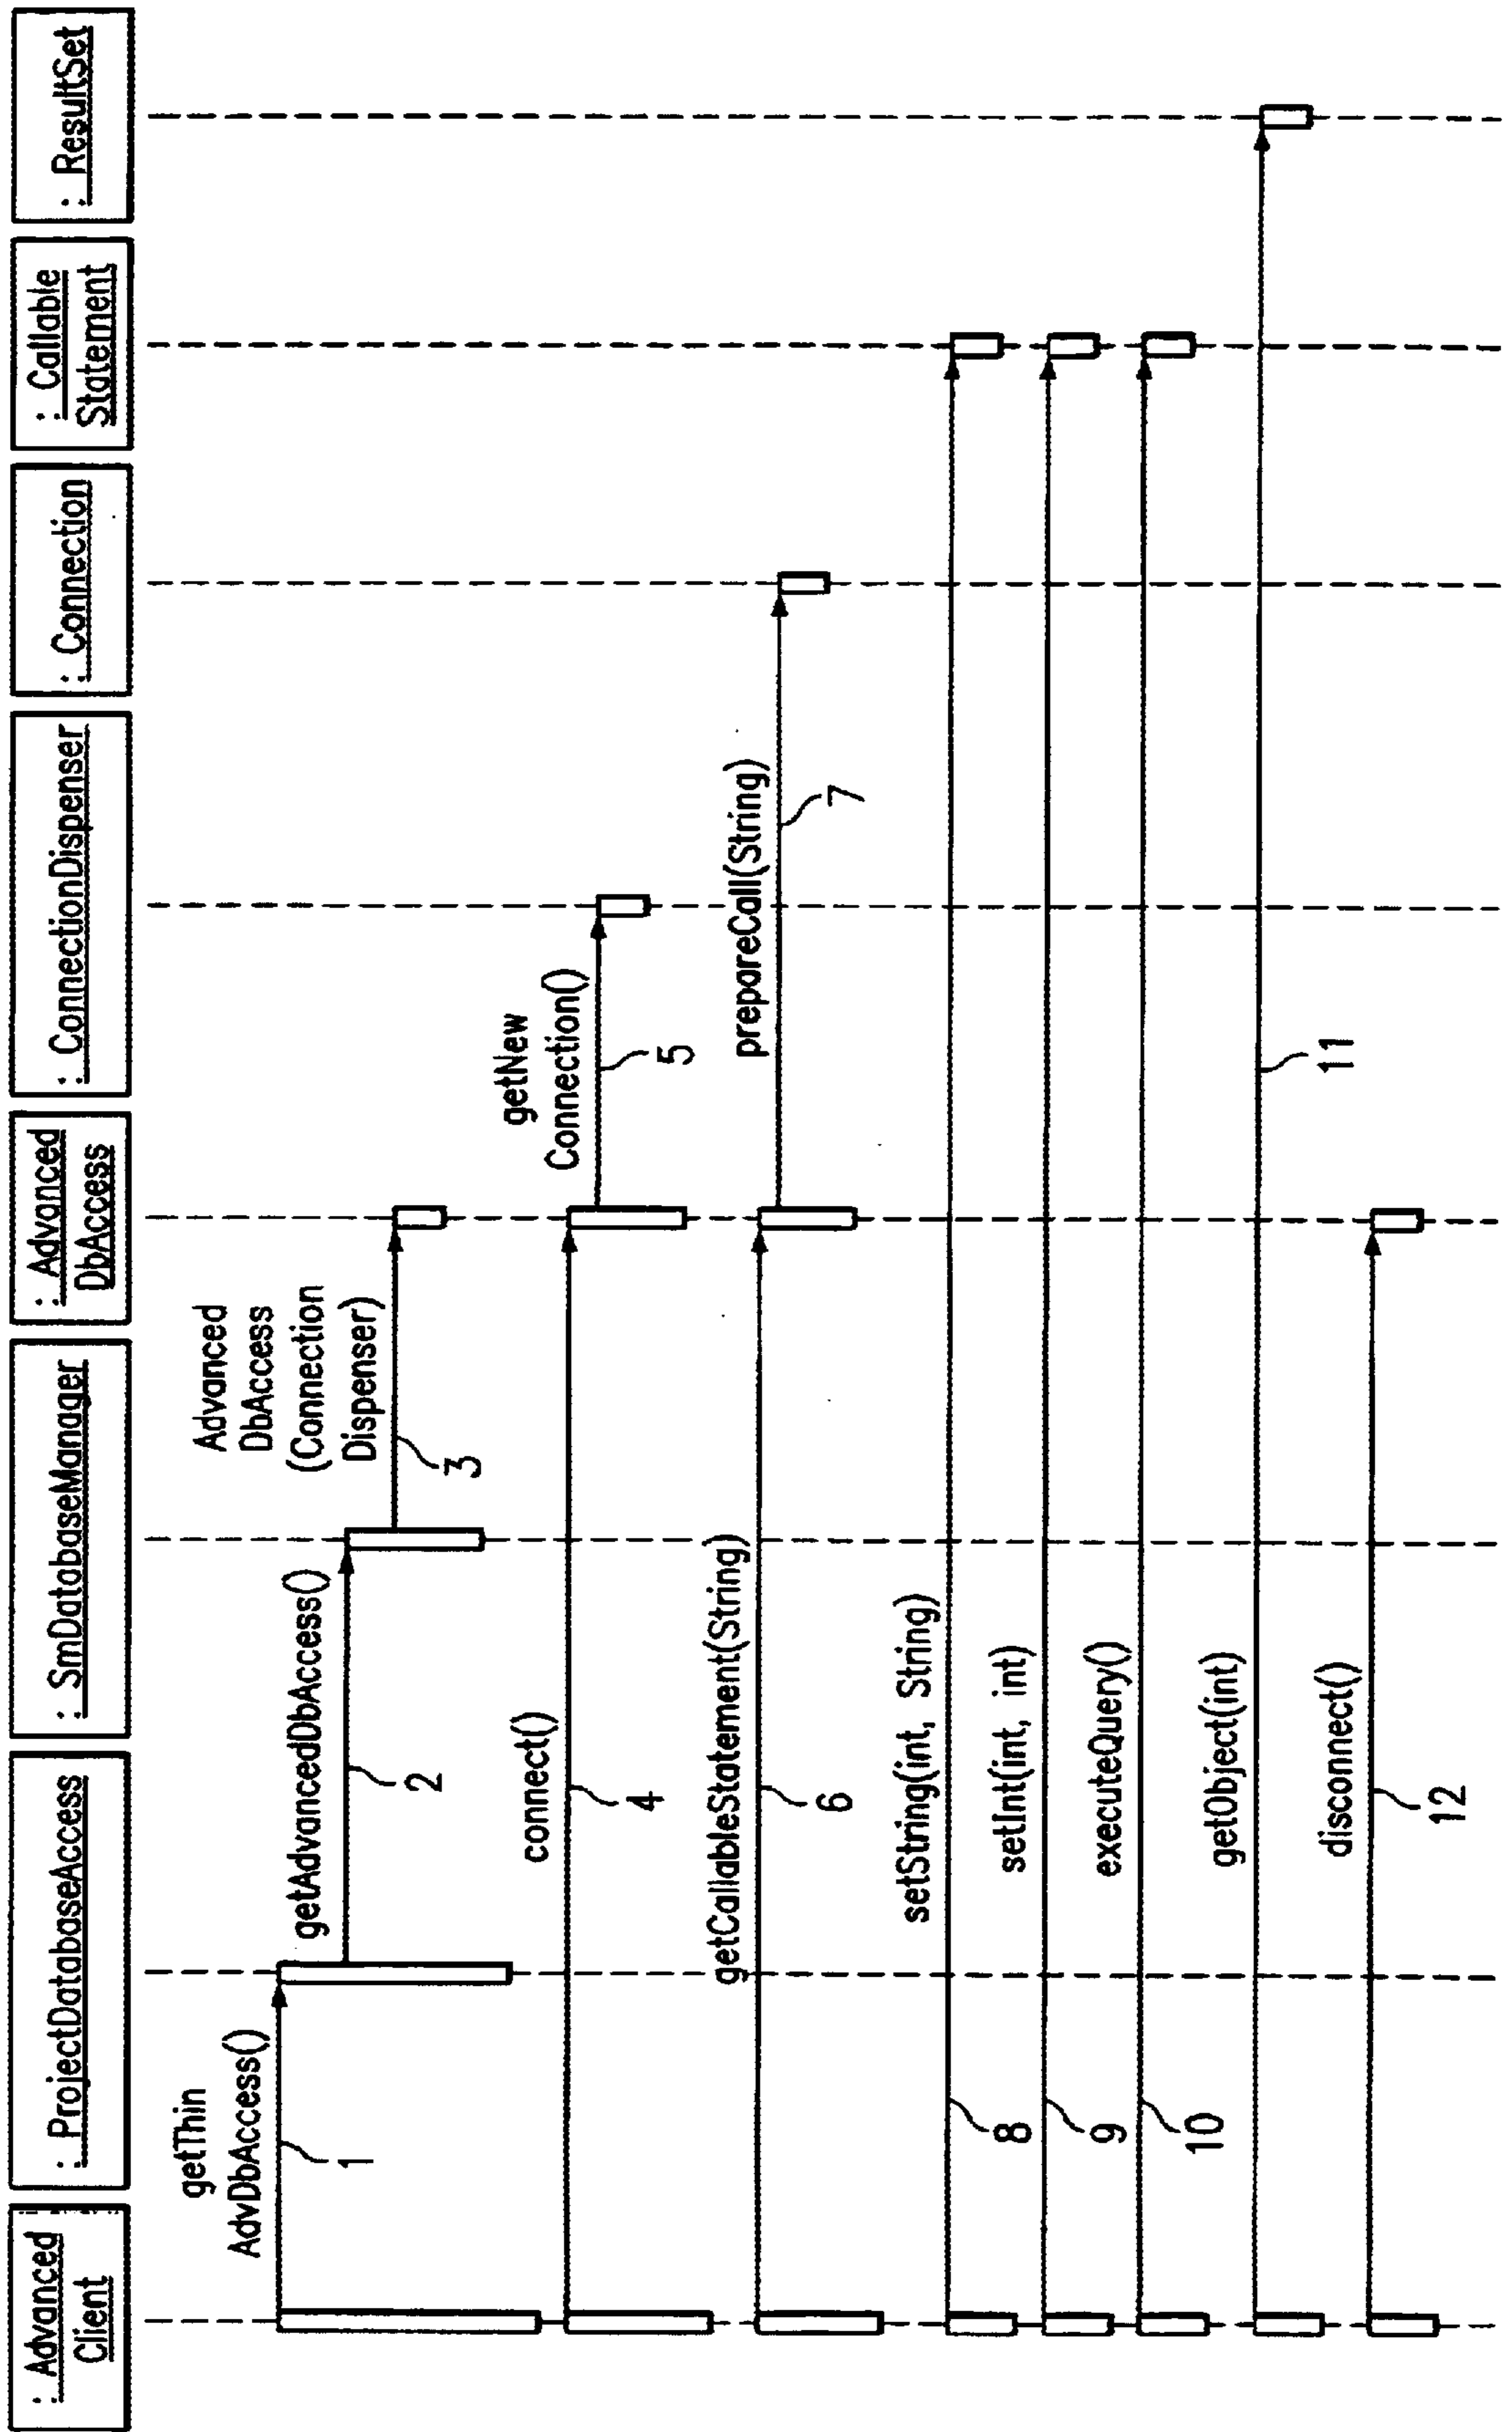 : Advanced
Client
: ProjectDatabaseAccess
: SmDatabaseManager
: Advanced
DbAccess
: ConnectionDispenser
: Connection
: Callable
Statement
: ResultSet
getThin
AdvDbAccess()
1
getAdvancedDbAccess()
2
Advanced
DbAccess
(Connection
Dispenser)
3
connect()
4
getNew
Connection()
5
getCallableStatement(String)
6
prepareCall(String)
7
setString(int, String)
8
setInt(int, int)
9
executeQuery()
10
getObject(int)
11
disconnect()
12